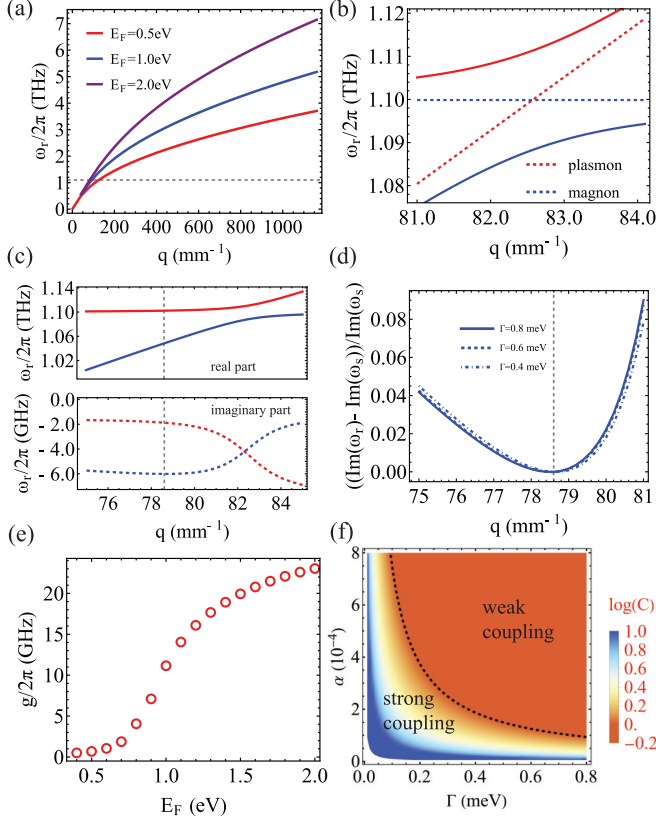 (a)
ωr/2π (THz)
7
6
5
4
3
2
1
0
E_F=0.5eV
E_F=1.0eV
E_F=2.0eV
0 200 400 600 800 1000
q (mm⁻¹)
(b)
ωr/2π (THz)
1.12
1.11
1.10
1.09
1.08
plasmon
magnon
81.0 82.0 83.0 84.0
q (mm⁻¹)
(c)
ωr/2π (THz)
1.14
1.10
1.06
1.02
real part
ωr/2π (GHz)
0.0
- 2.0
- 4.0
- 6.0
imaginary part
76 78 80 82 84
q (mm⁻¹)
(d)
((Im(ωr)- Im(ωs))/Im(ωs)
0.08
0.06
0.04
0.02
0.00
Γ=0.8 meV
Γ=0.6 meV
Γ=0.4 meV
75 76 77 78 79 80 81
q (mm⁻¹)
(e)
g/2π (GHz)
20
15
10
5
0
0.5 1.0 1.5 2.0
E_F (eV)
(f)
α (10⁻⁴)
8
6
4
2
0
weak
coupling
strong
coupling
0.0 0.2 0.4 0.6 0.8
Γ (meV)
log(C)
1.0
0.8
0.6
0.4
0.2
0.
−0.2